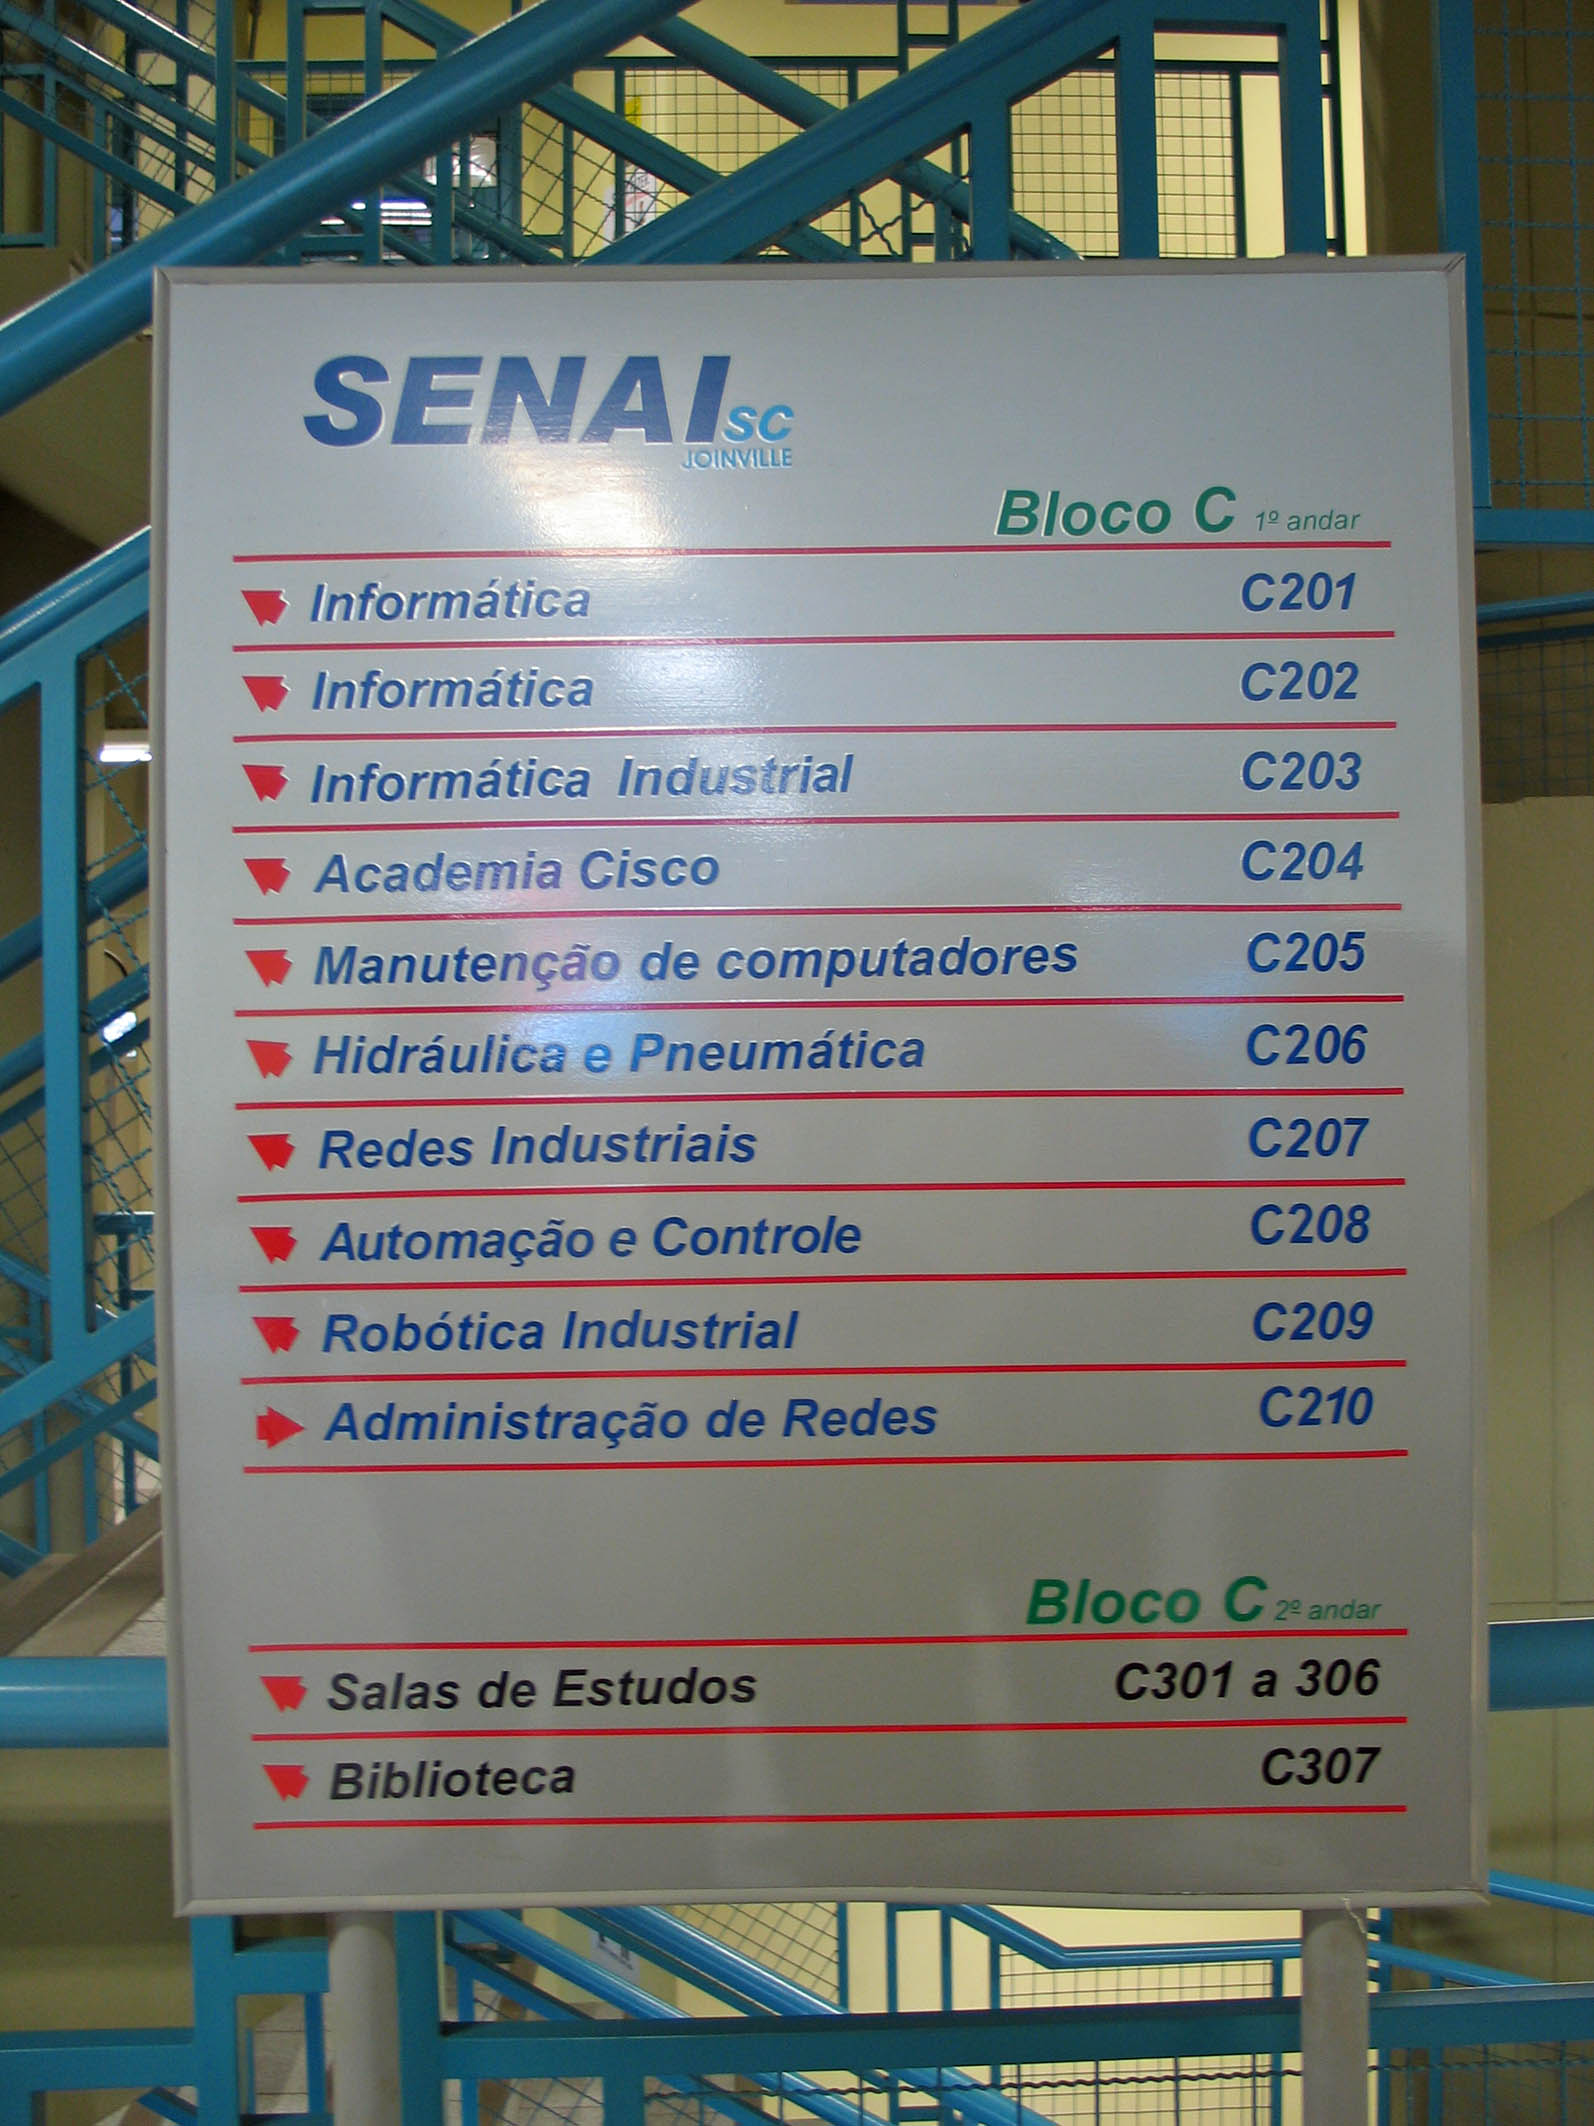 SENAI SC
JOINVILLE
Bloco C 1º andar
Informática C201
Informática C202
Informática Industrial C203
Academia Cisco C204
Manutenção de computadores C205
Hidráulica e Pneumática C206
Redes Industriais C207
Automação e Controle C208
Robótica Industrial C209
Administração de Redes C210
Bloco C 2º andar
Salas de Estudos C301 a 306
Biblioteca C307